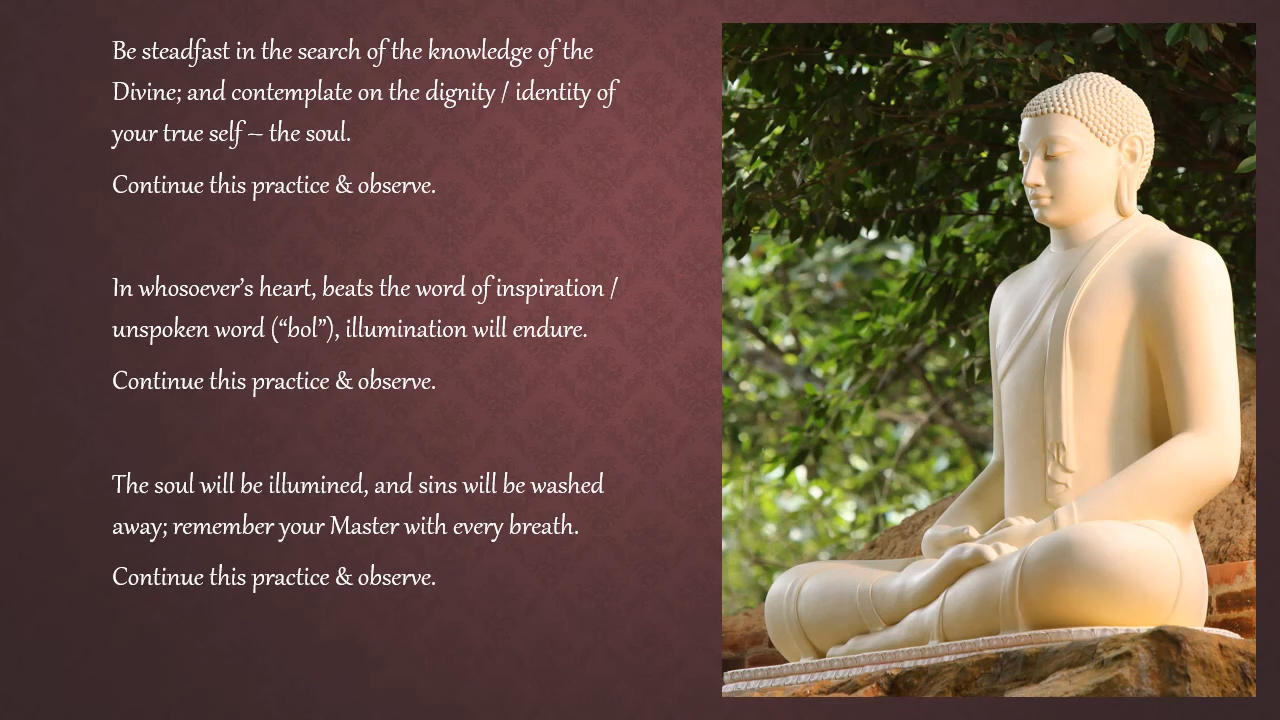 Be steadfast in the search of the knowledge of the
Divine; and contemplate on the dignity / identity of
your true self – the soul.
Continue this practice & observe.
In whosoever’s heart, beats the word of inspiration /
unspoken word (“bol”), illumination will endure.
Continue this practice & observe.
The soul will be illumined, and sins will be washed
away; remember your Master with every breath.
Continue this practice & observe.